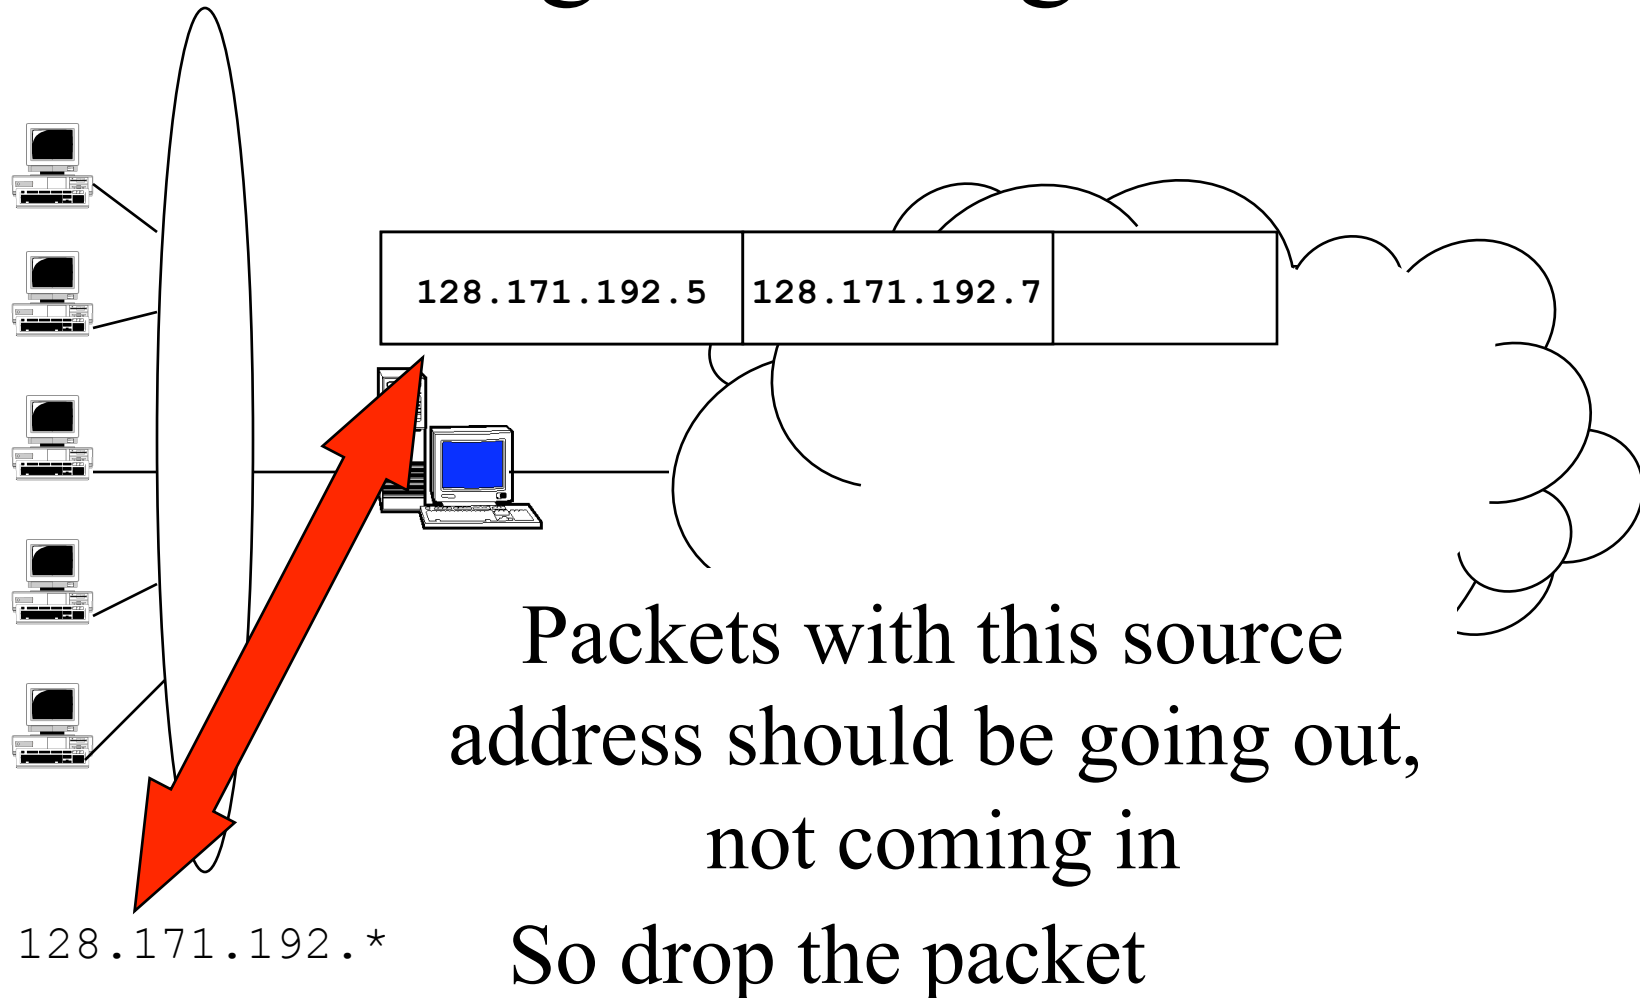 128.171.192.5 128.171.192.7
Packets with this source
address should be going out,
not coming in
128.171.192.*
So drop the packet